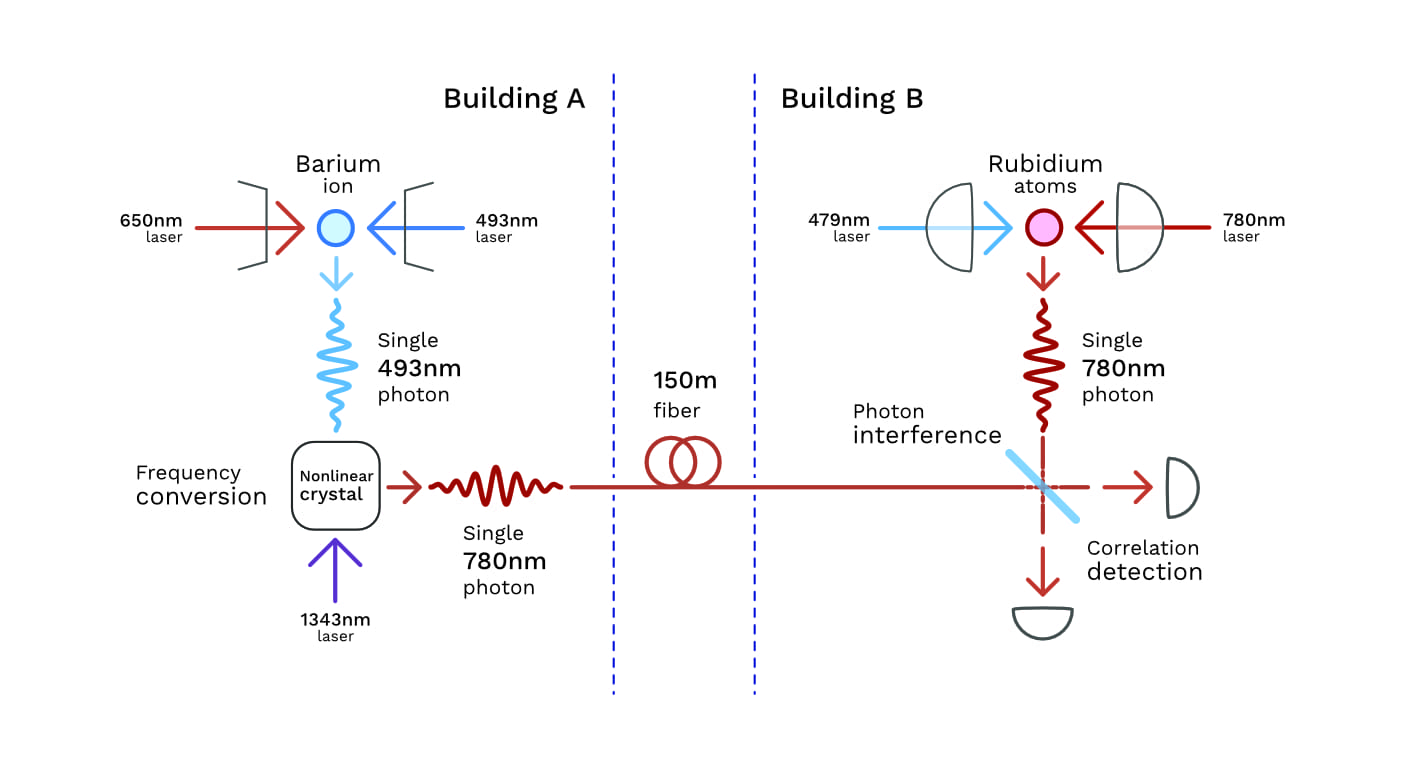 Building A
Building B
Barium
ion
650nm
laser
493nm
laser
Rubidium
atoms
479nm
laser
780nm
laser
Single
493nm
photon
150m
fiber
Single
780nm
photon
Photon
interference
Frequency
conversion
Nonlinear
crystal
Single
780nm
photon
Correlation
detection
1343nm
laser